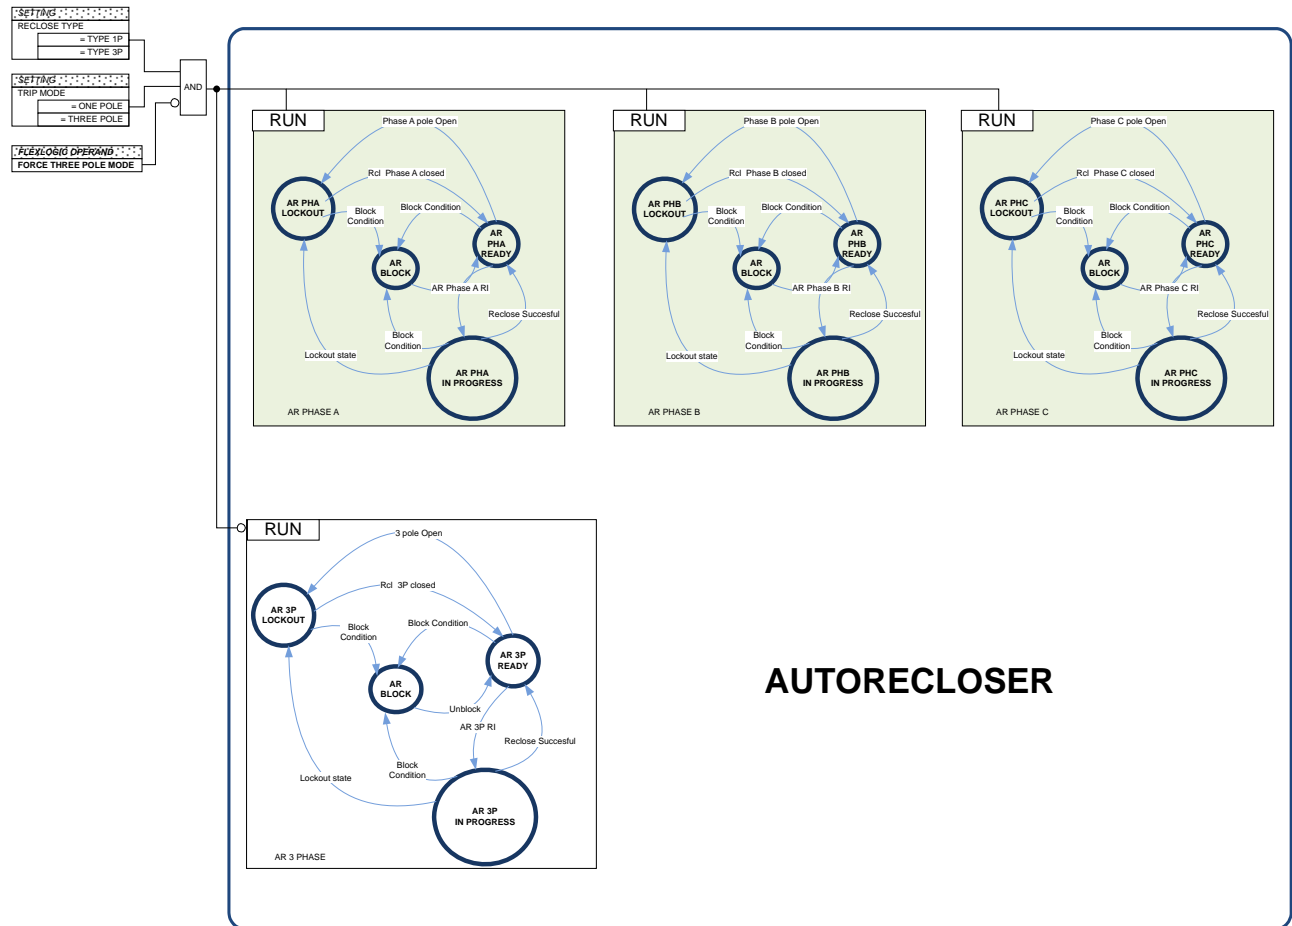 SETTING
RECLOSE TYPE
= TYPE 1P
= TYPE 3P
SETTING
TRIP MODE
= ONE POLE
= THREE POLE
FLEXLOGIC OPERAND
FORCE THREE POLE MODE
AND
RUN
Phase A pole Open
Rcl Phase A closed
AR PHA
LOCKOUT
Block
Condition
Block Condition
AR
PHA
READY
AR
BLOCK
AR Phase A RI
Reclose Succesful
Block
Condition
Lockout state
AR PHA
IN PROGRESS
AR PHASE A
RUN
Phase B pole Open
Rcl Phase B closed
AR PHB
LOCKOUT
Block
Condition
Block Condition
AR
PHB
READY
AR
BLOCK
AR Phase B RI
Reclose Succesful
Block
Condition
Lockout state
AR PHB
IN PROGRESS
AR PHASE B
RUN
Phase C pole Open
Rcl Phase C closed
AR PHC
LOCKOUT
Block
Condition
Block Condition
AR
PHC
READY
AR
BLOCK
AR Phase C RI
Reclose Succesful
Block
Condition
Lockout state
AR PHC
IN PROGRESS
AR PHASE C
RUN
3 pole Open
Rcl 3P closed
AR 3P
LOCKOUT
Block
Condition
Block Condition
AR 3P
READY
AR
BLOCK
Unblock
AR 3P RI
Reclose Succesful
Block
Condition
Lockout state
AR 3P
IN PROGRESS
AR 3 PHASE
AUTORECLOSER